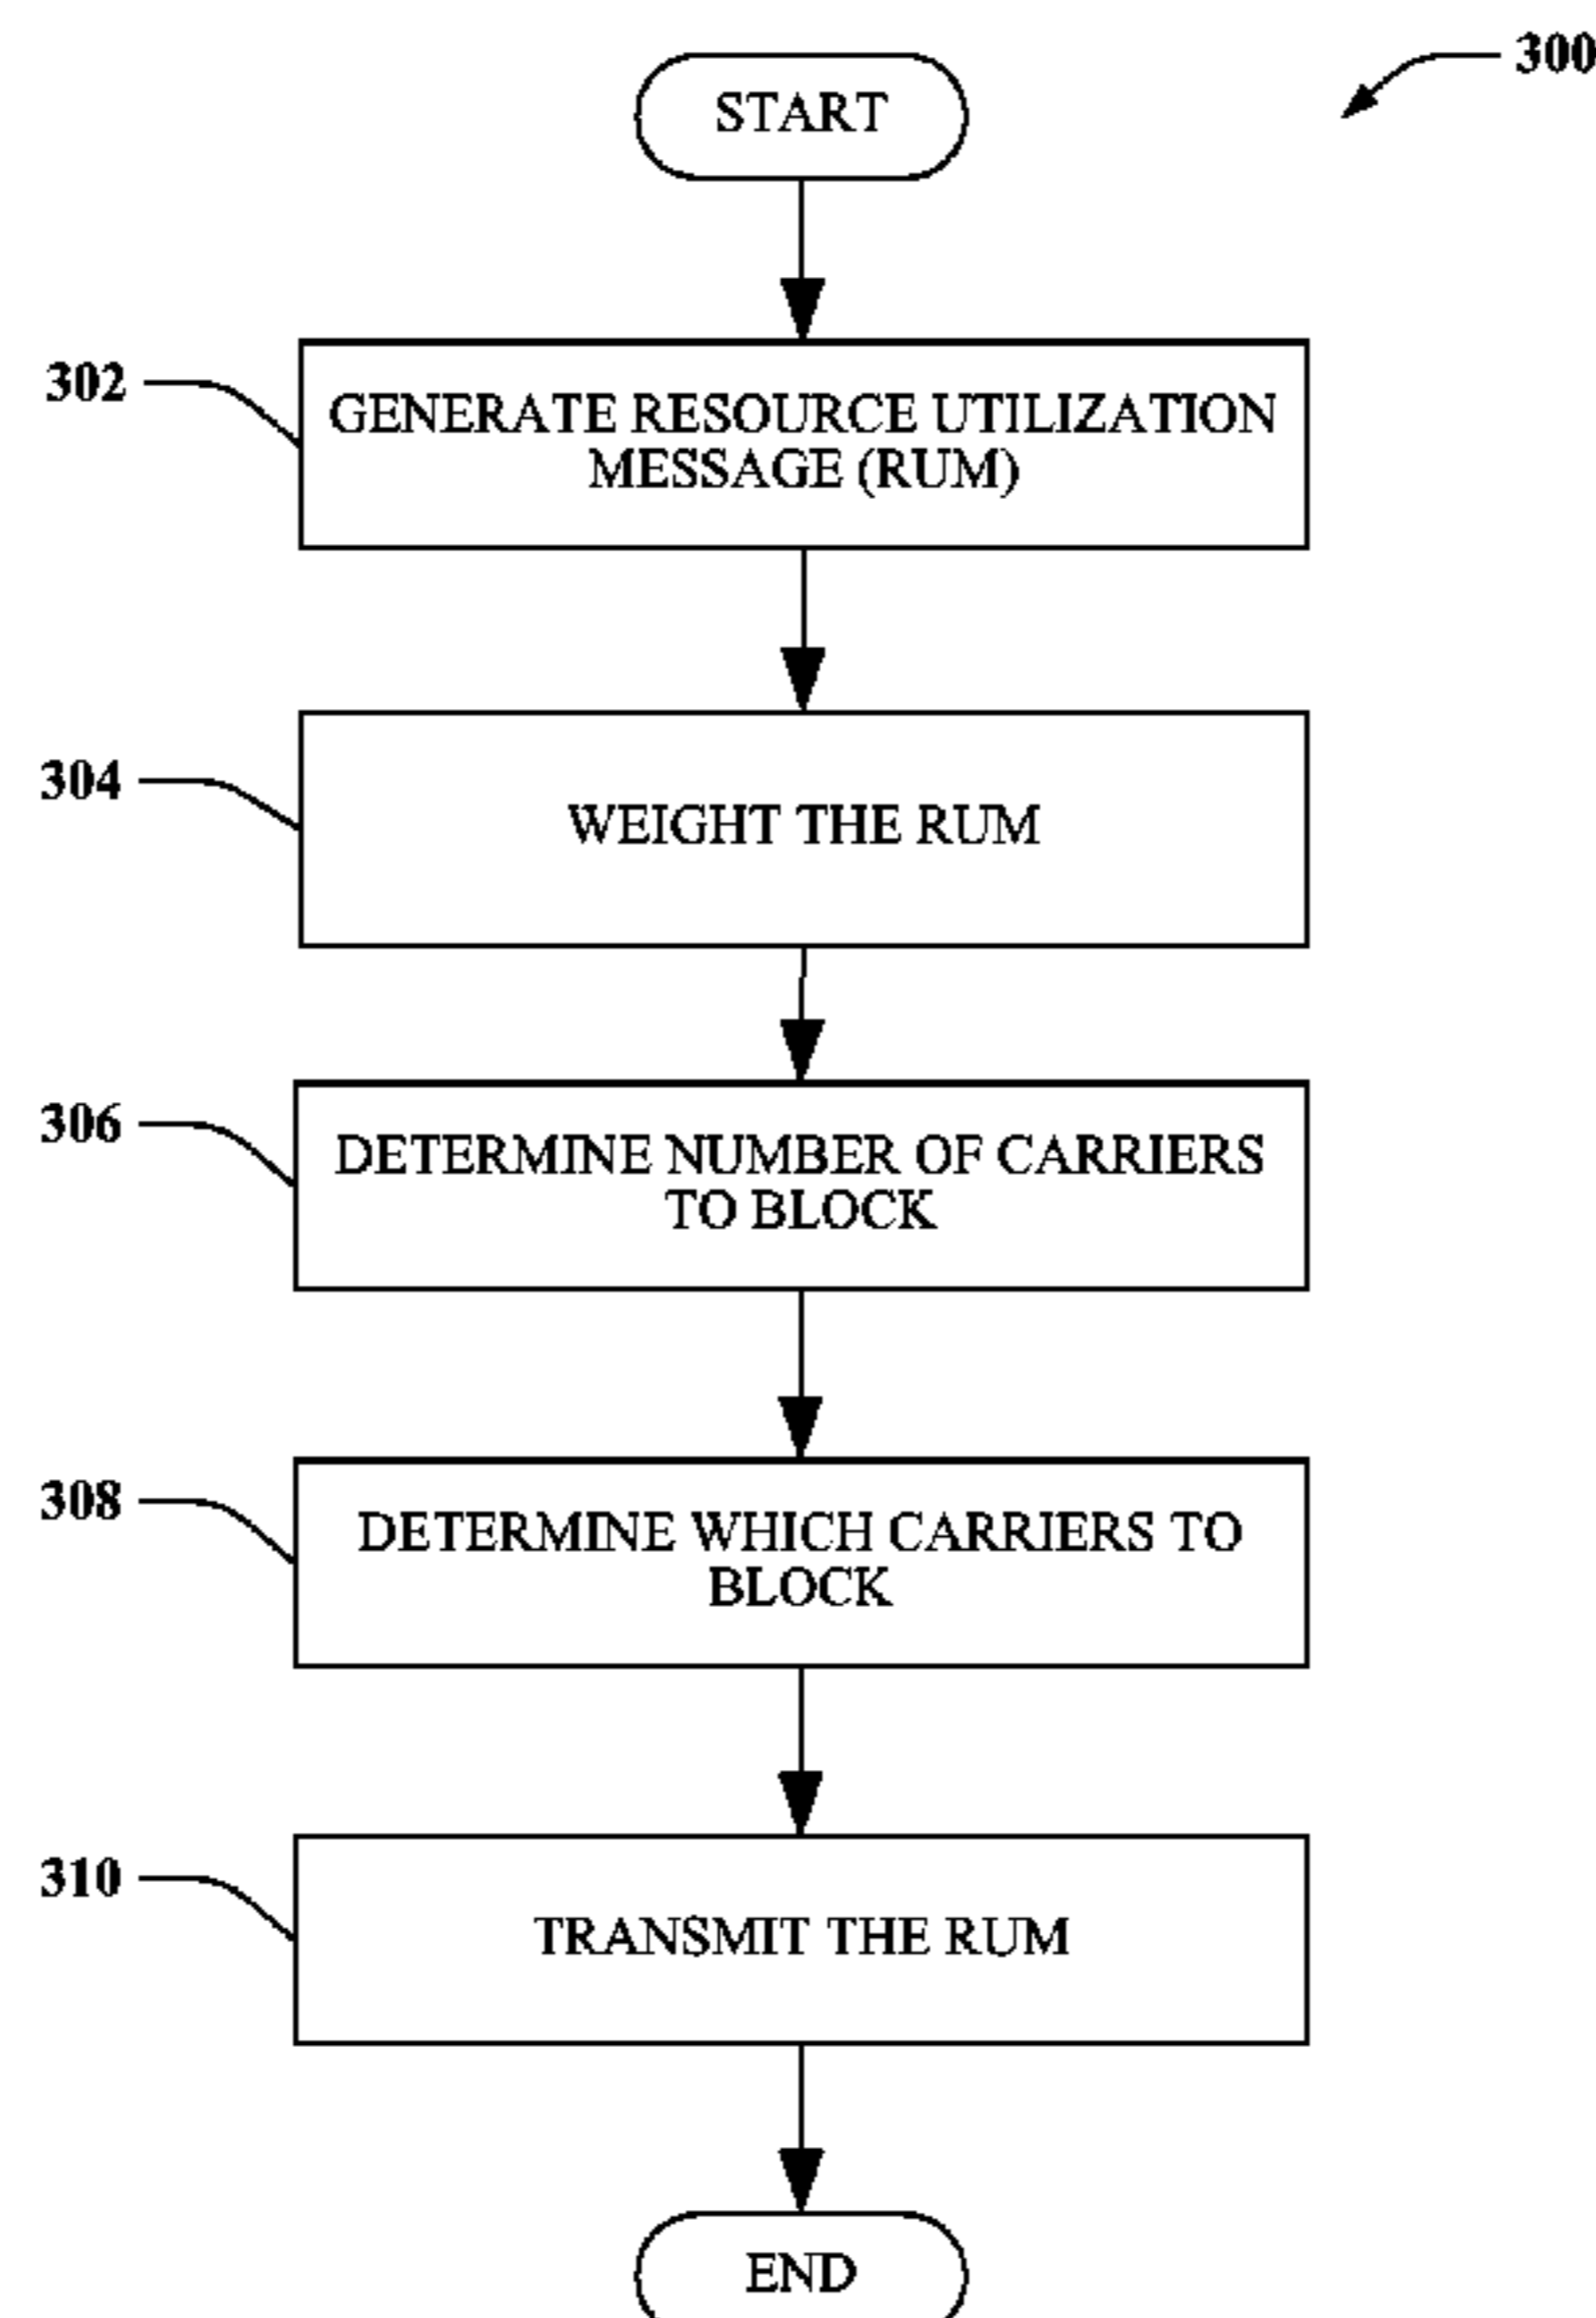 START
300
302
GENERATE RESOURCE UTILIZATION
MESSAGE (RUM)
304
WEIGHT THE RUM
306
DETERMINE NUMBER OF CARRIERS
TO BLOCK
308
DETERMINE WHICH CARRIERS TO
BLOCK
310
TRANSMIT THE RUM
END